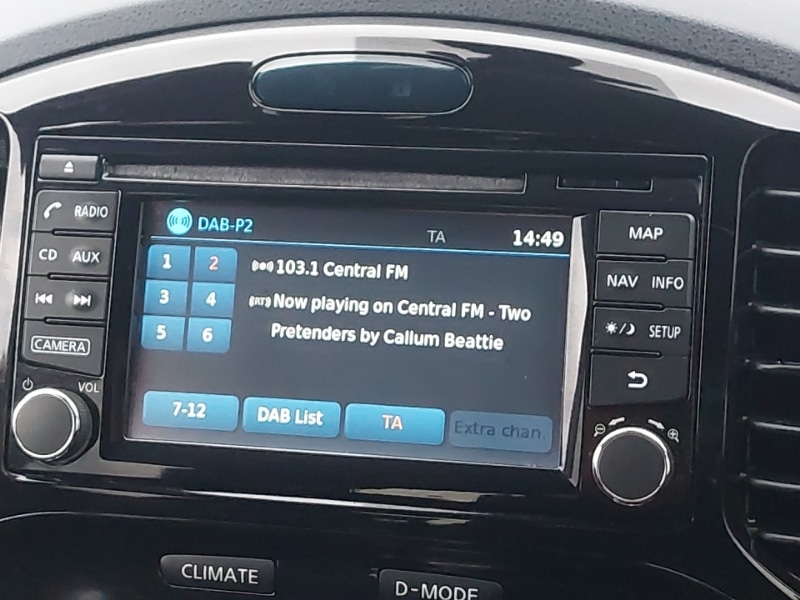 RADIO
CD AUX
CAMERA
VOL
DAB-P2
TA
14:49
1 2
3 4
5 6
103.1 Central FM
(RT) Now playing on Central FM - Two
Pretenders by Callum Beattie
7-12
DAB List
TA
Extra chan.
MAP
NAV INFO
SETUP
CLIMATE
D-MODE